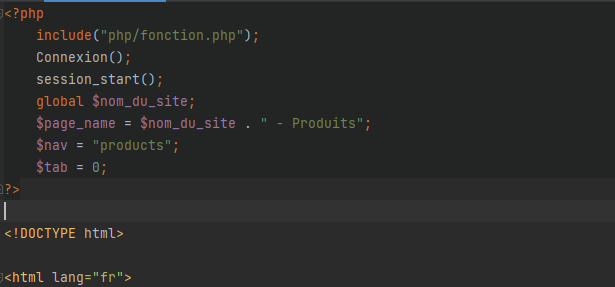 <?php
include("php/fonction.php");
Connexion();
session_start();
global $nom_du_site;
$page_name = $nom_du_site . " - Produits";
$nav = "products";
$tab = 0;
?>
<!DOCTYPE html>
<html lang="fr">